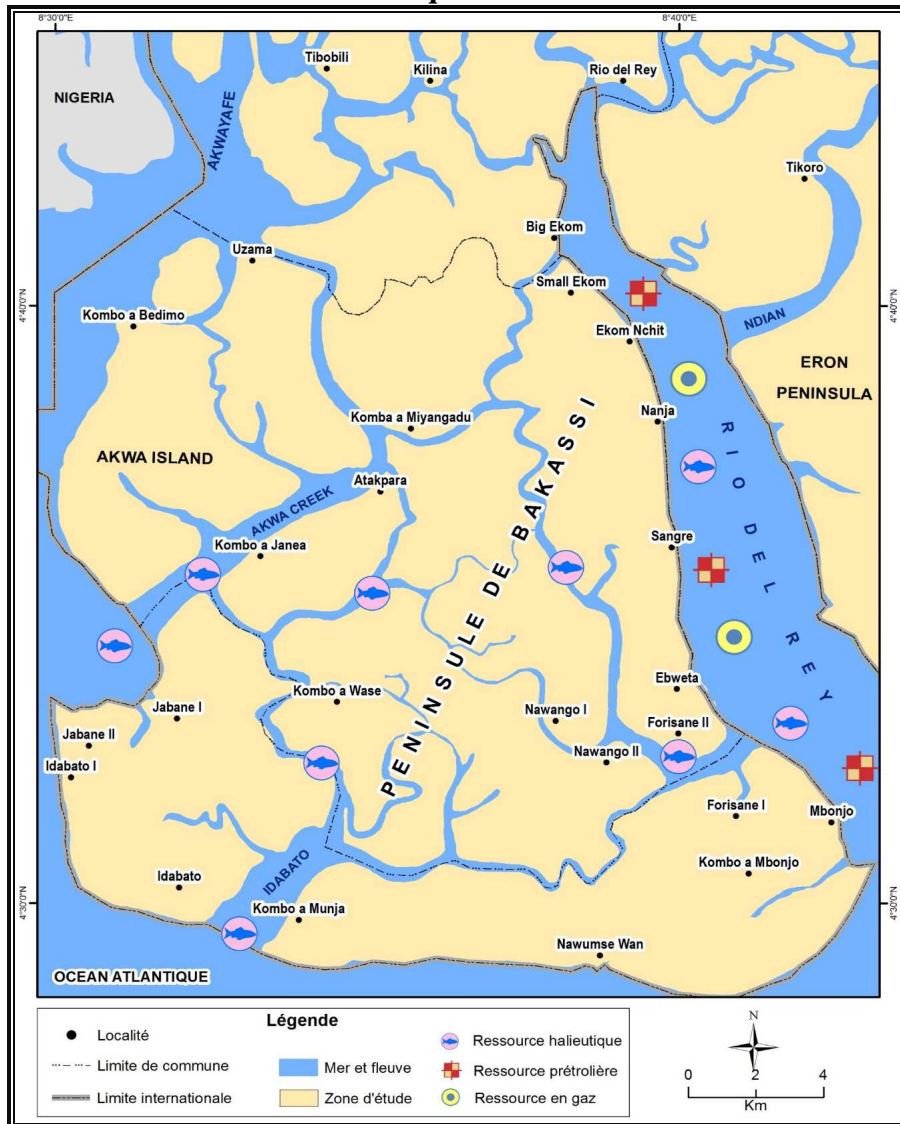 8°30'0"E
8°40'0"E
Tibobili
Kilina
Rio del Rey
NIGERIA
AKWAYAFE
Tikoro
Big Ekom
Uzama
Small Ekom
4°40'0"N
4°40'0"N
Kombo a Bedimo
NDIAN
Ekom Nchit
ERON
PENINSULA
Nanja
Komba a Miyangadu
RIO DEL REY
AKWA ISLAND
Atakpara
AKWA CREEK
PENINSULE DE BAKASSI
Kombo a Janea
Sangre
Ebweta
Kombo a Wase
Jabane I
Nawango I
Forisane II
Jabane II
Nawango II
Idabato I
Forisane I
Mbonjo
IDABATO
Idabato
Kombo a Mbonjo
4°30'0"N
4°30'0"N
Kombo a Munja
Nawumse Wan
OCEAN ATLANTIQUE
Légende
Localité
Limite de commune
Limite internationale
Mer et fleuve
Zone d'étude
Ressource halieutique
Ressource prétrolière
Ressource en gaz
N
0 2 4
Km